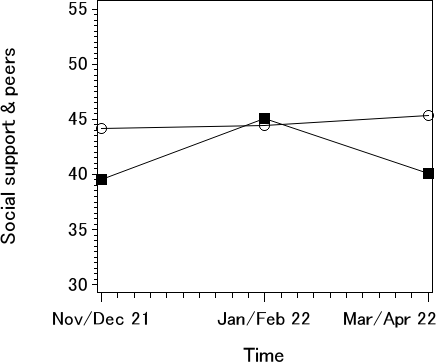 Social support & peers
55
50
45
40
35
30
Nov/Dec 21
Jan/Feb 22
Mar/Apr 22
Time